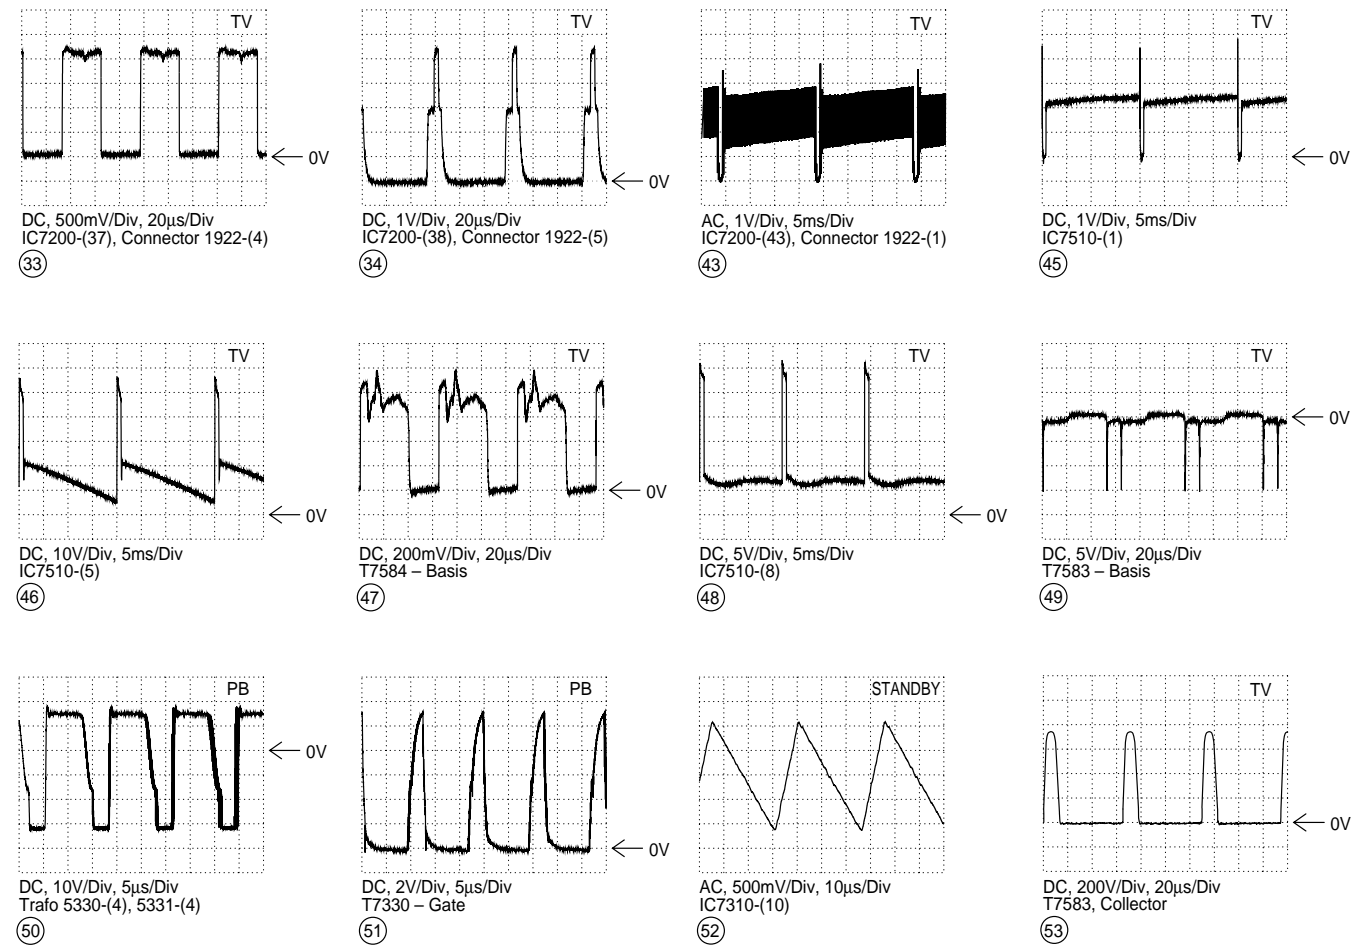 TV
0V
DC, 500mV/Div, 20µs/Div
IC7200-(37), Connector 1922-(4)
33
TV
0V
DC, 1V/Div, 20µs/Div
IC7200-(38), Connector 1922-(5)
34
TV
AC, 1V/Div, 5ms/Div
IC7200-(43), Connector 1922-(1)
43
TV
0V
DC, 1V/Div, 5ms/Div
IC7510-(1)
45
TV
0V
DC, 10V/Div, 5ms/Div
IC7510-(5)
46
TV
0V
DC, 200mV/Div, 20µs/Div
T7584 – Basis
47
TV
0V
DC, 5V/Div, 5ms/Div
IC7510-(8)
48
TV
0V
DC, 5V/Div, 20µs/Div
T7583 – Basis
49
PB
0V
DC, 10V/Div, 5µs/Div
Trafo 5330-(4), 5331-(4)
50
PB
0V
DC, 2V/Div, 5µs/Div
T7330 – Gate
51
STANDBY
AC, 500mV/Div, 10µs/Div
IC7310-(10)
52
TV
0V
DC, 200V/Div, 20µs/Div
T7583, Collector
53